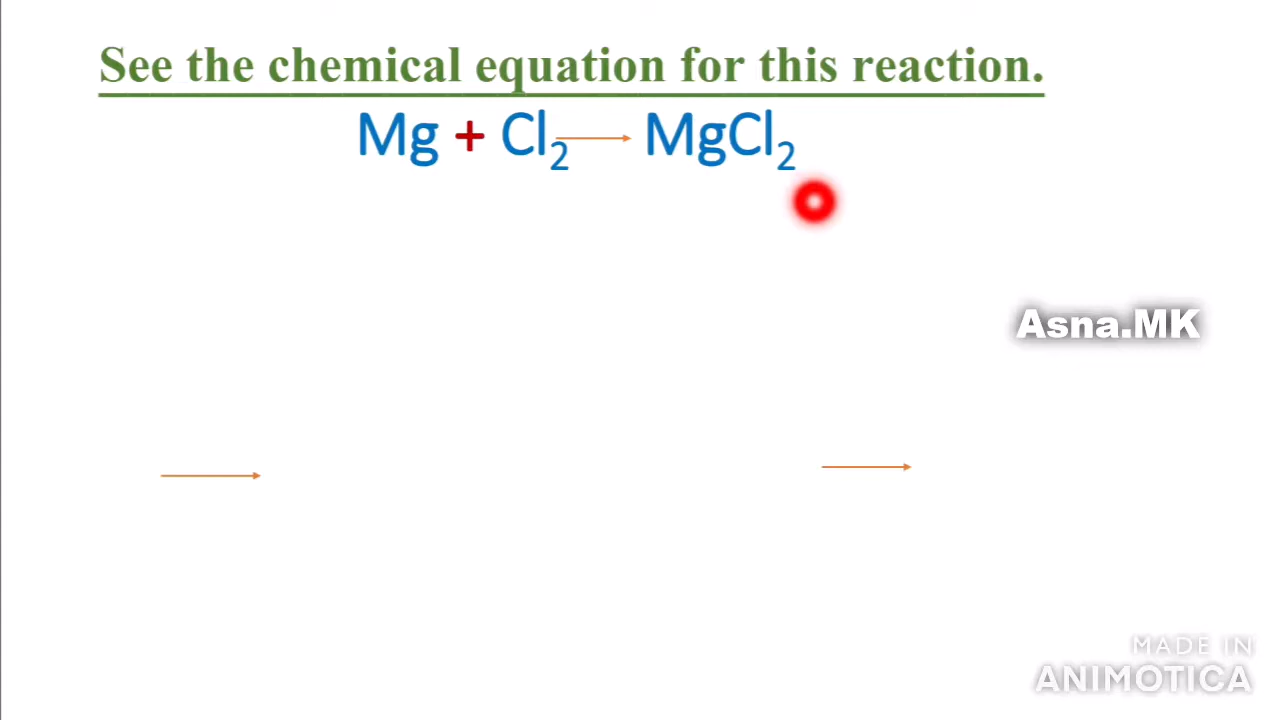 See the chemical equation for this reaction.
Mg + Cl₂ → MgCl₂
Asna.MK
MADE IN
ANIMOTICA